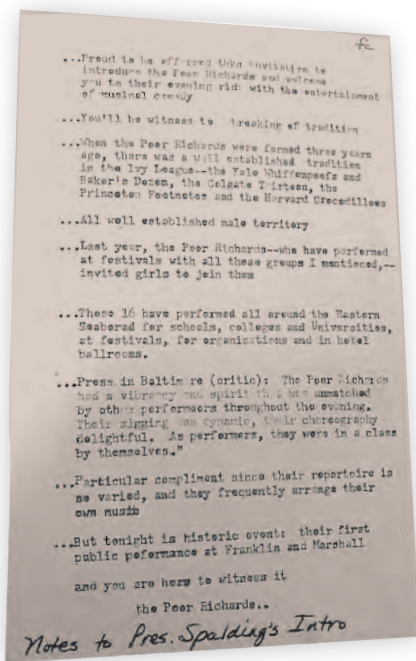 fc
...Proud to be offered this invitation to
introduce the Poor Richards and welcome
you to their evening ride with the entertainment
of musical comedy
...You'll be witness to breaking of tradition
...When the Poor Richards were formed three years
ago, there was a well established tradition
in the Ivy League--the Yale Whiffenpoofs and
Baker's Dozen, the Colgate Thirteen, the
Princeton Footnotes and the Harvard Crocodiloes
...All well established male territory
...Last year, the Poor Richards--who have performed
at festivals with all these groups I mentioned,--
invited girls to join them
...These 16 have performed all around the Eastern
Seaborad for schools, colleges and Universities,
at festivals, for organizations and in hotel
ballrooms.
...Press in Baltimore (critic): The Poor Richards
had a vibrancy and spirit that was unmatched
by other performers throughout the evening.
Their singing was dynamic, their choreography
delightful. As performers, they were in a class
by themselves."
...Particular compliment since their repertoire is
so varied, and they frequently arrange their
own music
...But tonight is historic event: their first
public peformance at Franklin and Marshall
and you are here to witness it
the Poor Richards..
Notes to Pres. Spalding's Intro